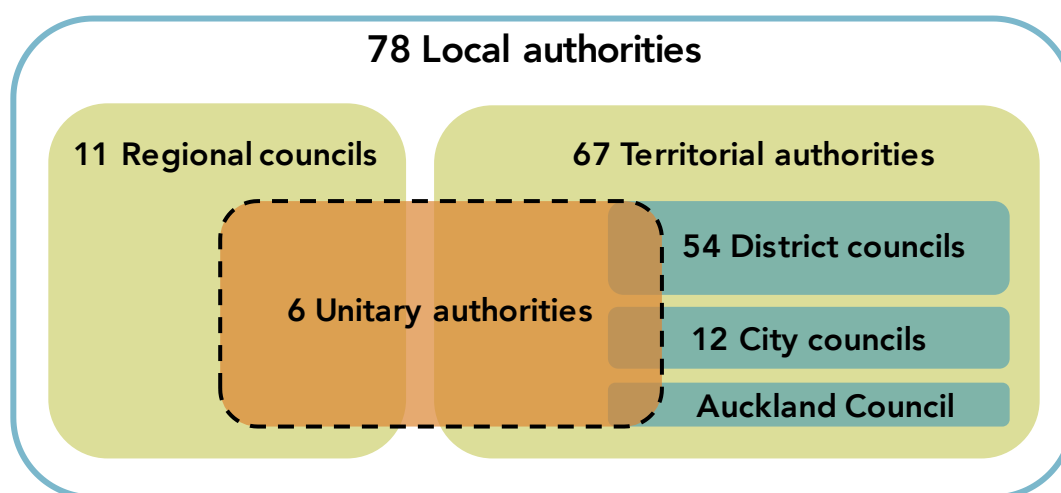 78 Local authorities
11 Regional councils
67 Territorial authorities
54 District councils
6 Unitary authorities
12 City councils
Auckland Council